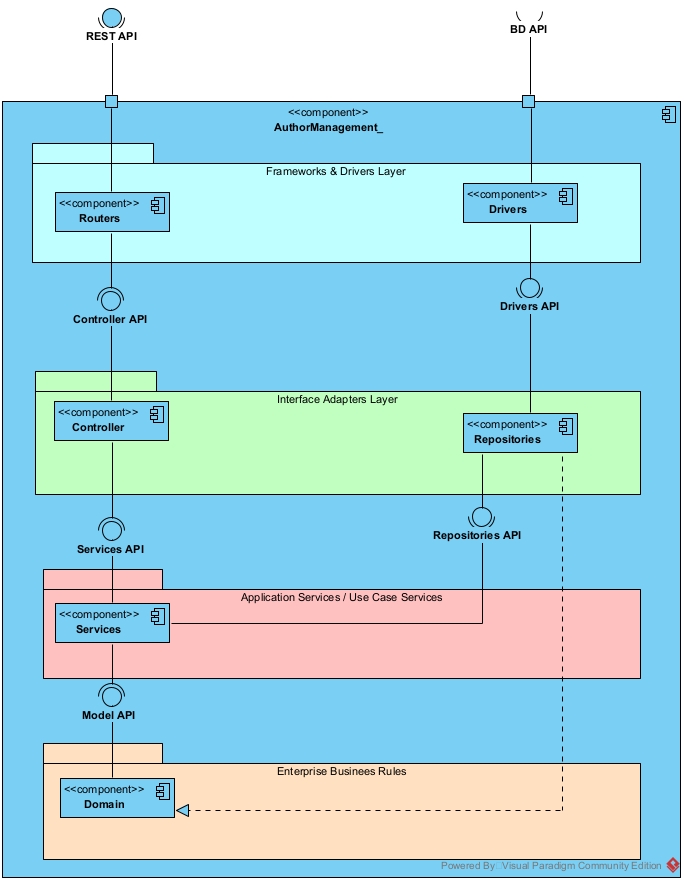 REST API
BD API
<<component>>
AuthorManagement_
Frameworks & Drivers Layer
<<component>>
Routers
<<component>>
Drivers
Controller API
Drivers API
Interface Adapters Layer
<<component>>
Controller
<<component>>
Repositories
Services API
Repositories API
Application Services / Use Case Services
<<component>>
Services
Model API
Enterprise Businees Rules
<<component>>
Domain
Powered By Visual Paradigm Community Edition